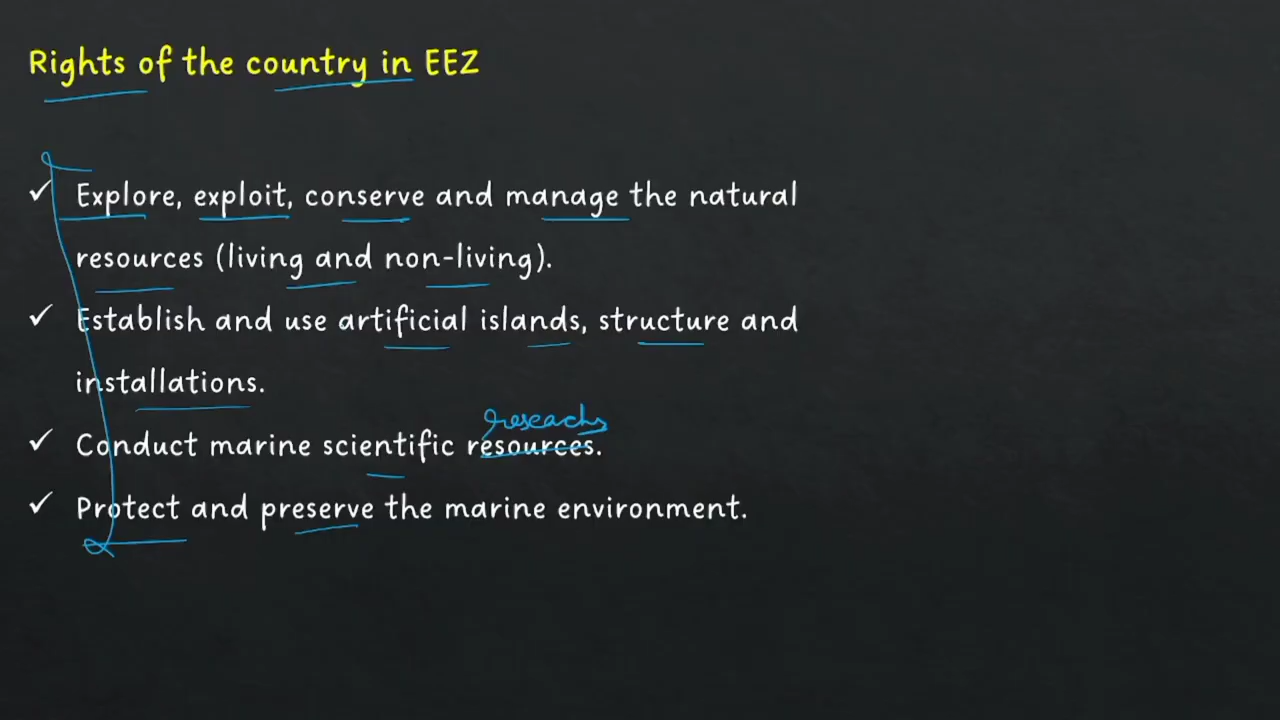 Rights of the country in EEZ
✓ Explore, exploit, conserve and manage the natural
resources (living and non-living).
✓ Establish and use artificial islands, structure and
installations.
reseachs
✓ Conduct marine scientific resources.
✓ Protect and preserve the marine environment.